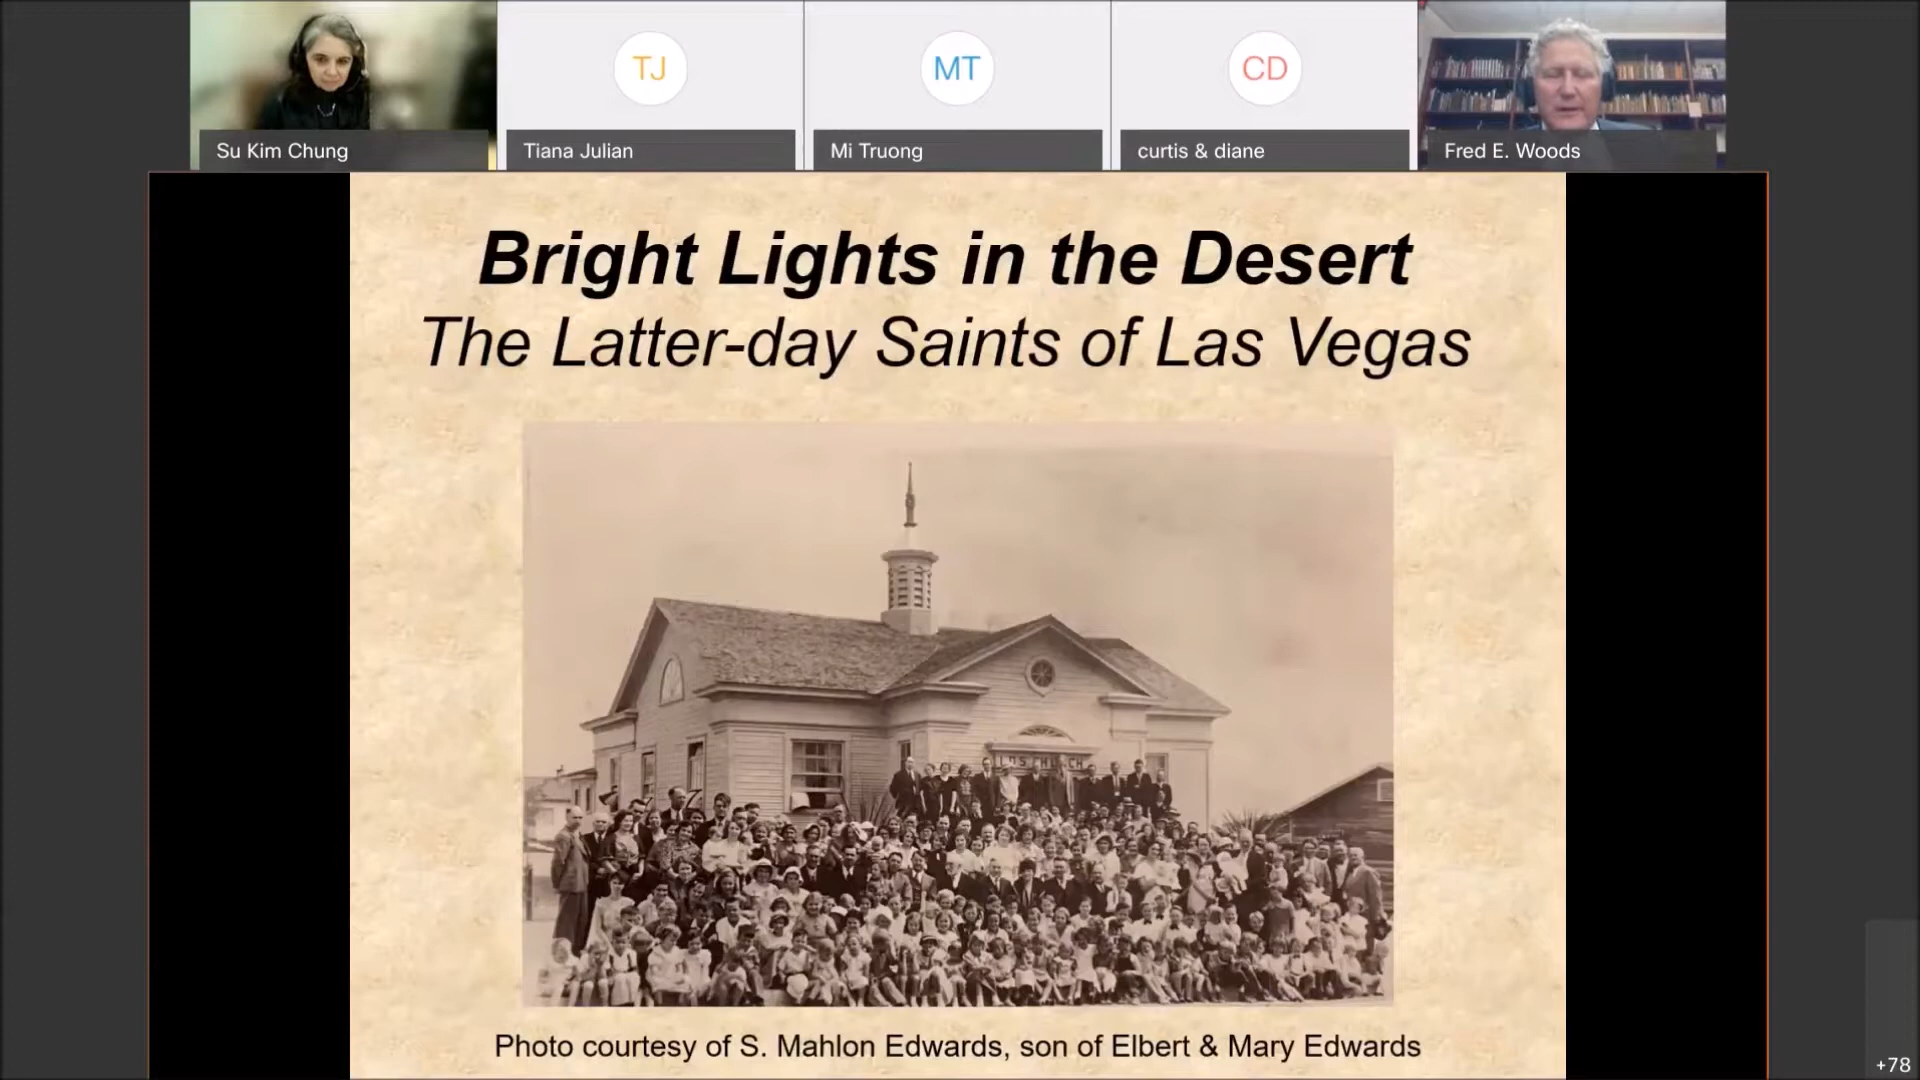 Su Kim Chung
TJ
Tiana Julian
MT
Mi Truong
CD
curtis & diane
Fred E. Woods
Bright Lights in the Desert
The Latter-day Saints of Las Vegas
L.D.S. CHURCH
Photo courtesy of S. Mahlon Edwards, son of Elbert & Mary Edwards
+78